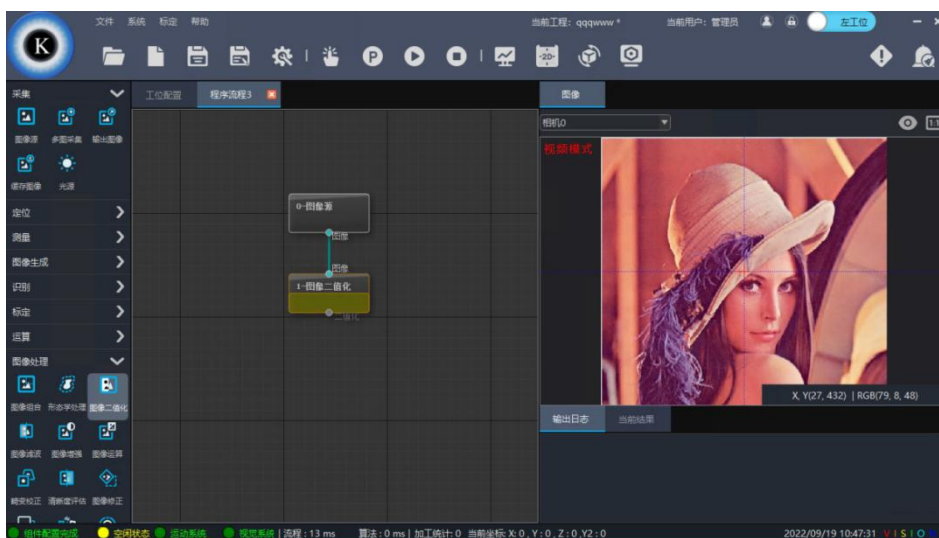 文件 系统 标定 帮助 当前工程: qqqwww * 当前用户: 管理员 左工位
K
P
-2D-
采集
工位配置 程序流程3
图像
图像源 多图采集 输出图像
相机0
1:1
视频模式
缓存图像 光源
定位
0-图像源
测量
图像
图像生成
图像
识别
1-图像二值化
标定
二值化
运算
图像处理
X, Y(27, 432) | RGB(79, 8, 48)
图像组合 形态学处理 图像二值化
输出日志 当前结果
图像滤波 图像增强 图像运算
畸变校正 清晰度评估 图像修正
组件配置完成 空闲状态 运动系统 视觉系统 | 流程 : 13 ms 算法 : 0 ms | 加工统计: 0 当前坐标: X: 0 , Y : 0 , Z : 0 ,Y2 : 0 2022/09/19 10:47:31 V I S I O